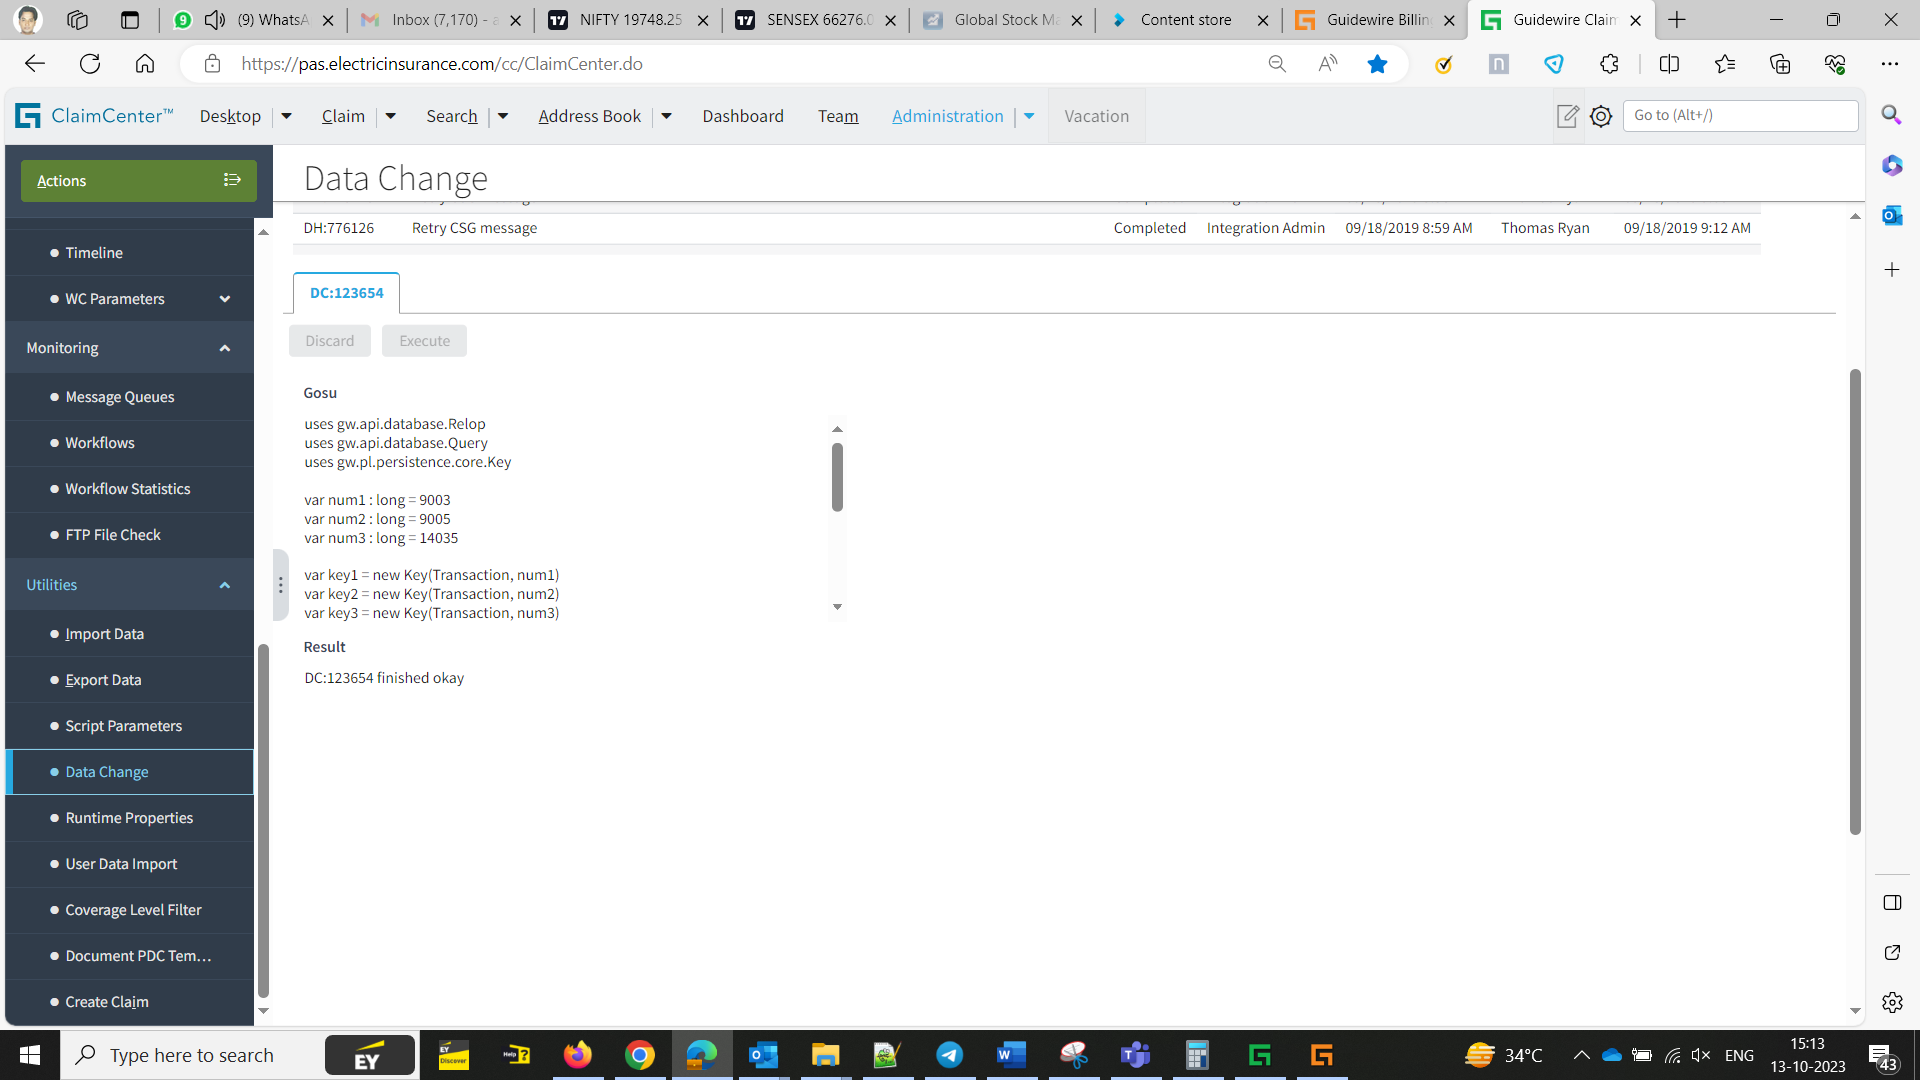 (9) WhatsA
Inbox (7,170) - a
NIFTY 19748.25
SENSEX 66276.0
Global Stock Ma
Content store
Guidewire Billin
Guidewire Claim
https://pas.electricinsurance.com/cc/ClaimCenter.do
ClaimCenter™
Desktop
Claim
Search
Address Book
Dashboard
Team
Administration
Vacation
Go to (Alt+/)
Actions
Data Change
DH:776126 Retry CSG message Completed Integration Admin 09/18/2019 8:59 AM Thomas Ryan 09/18/2019 9:12 AM
Timeline
WC Parameters
Monitoring
Message Queues
Workflows
Workflow Statistics
FTP File Check
Utilities
Import Data
Export Data
Script Parameters
Data Change
Runtime Properties
User Data Import
Coverage Level Filter
Document PDC Tem...
Create Claim
DC:123654
Discard
Execute
Gosu
uses gw.api.database.Relop
uses gw.api.database.Query
uses gw.pl.persistence.core.Key
var num1 : long = 9003
var num2 : long = 9005
var num3 : long = 14035
var key1 = new Key(Transaction, num1)
var key2 = new Key(Transaction, num2)
var key3 = new Key(Transaction, num3)
Result
DC:123654 finished okay
Type here to search
EY
EY
Discover
Help ?
34°C
ENG
15:13
13-10-2023
43